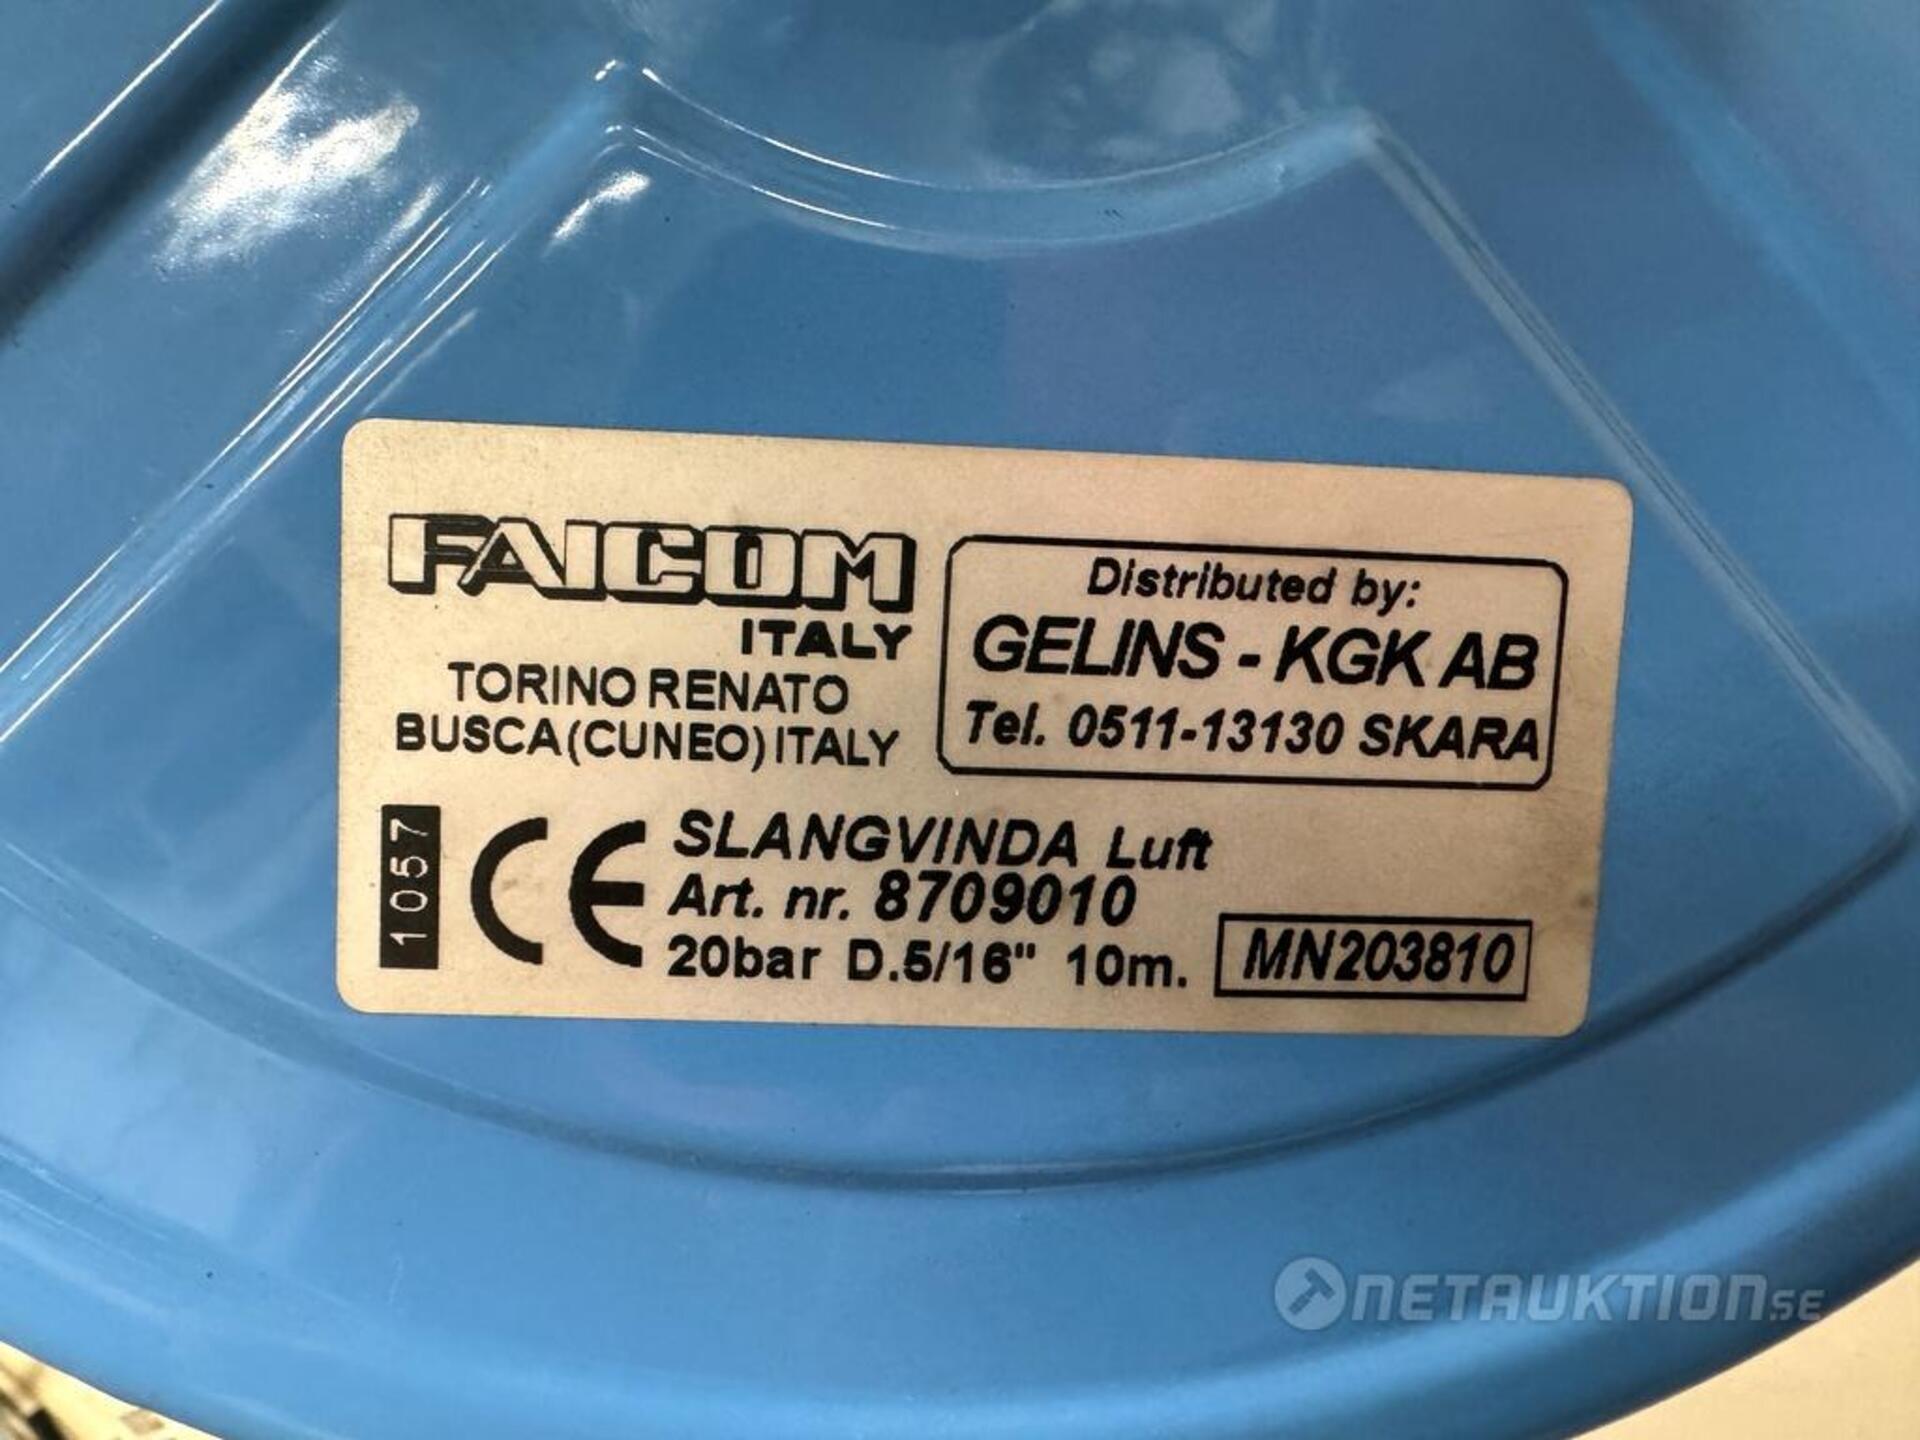 FAICOM
ITALY
TORINO RENATO
BUSCA (CUNEO) ITALY
Distributed by:
GELINS - KGK AB
Tel. 0511-13130 SKARA
1057
CE
SLANGVINDA Luft
Art. nr. 8709010
20bar D.5/16" 10m.
MN203810
NETAUKTION.SE